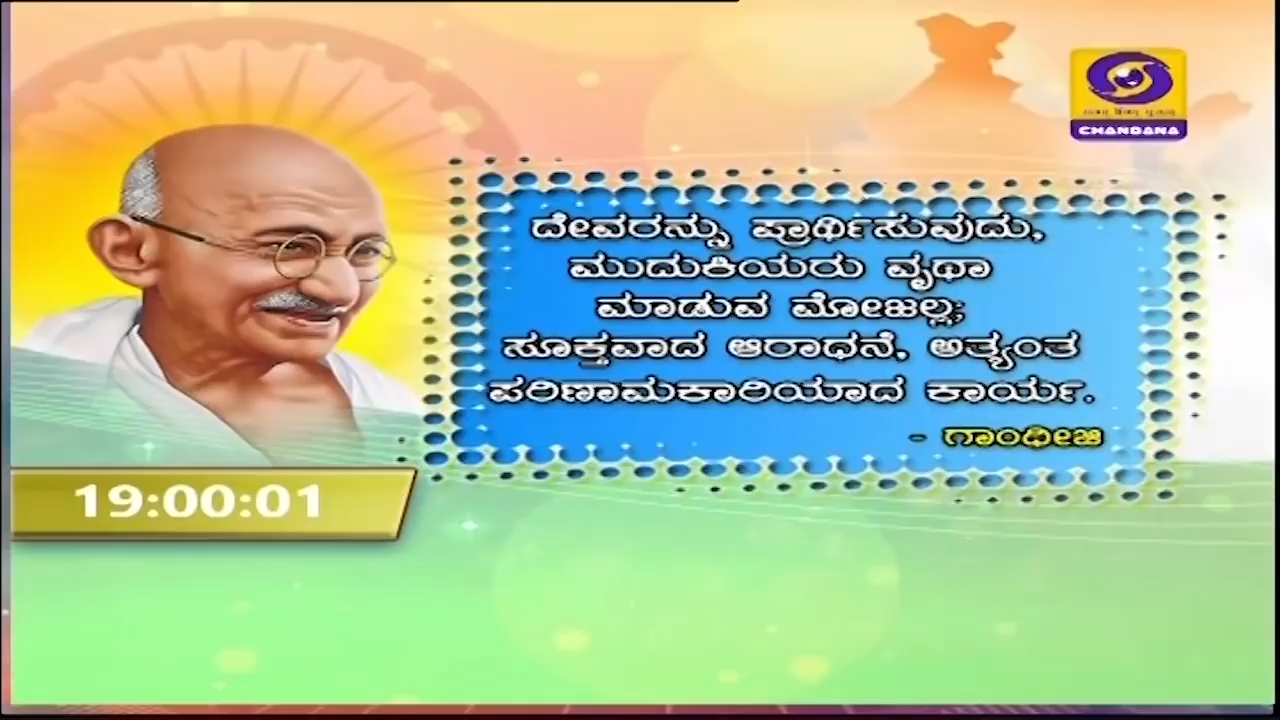 CHANDANA
ದೇವರನ್ನು ಪ್ರಾರ್ಥಿಸುವುದು,
ಮುದುಕಿಯರು ವೃಥಾ
ಮಾಡುವ ಮೋಜಲ್ಲ;
ಸೂಕ್ತವಾದ ಆರಾಧನೆ. ಅತ್ಯಂತ
ಪರಿಣಾಮಕಾರಿಯಾದ ಕಾರ್ಯ.
- ಗಾಂಧೀಜಿ
19:00:01